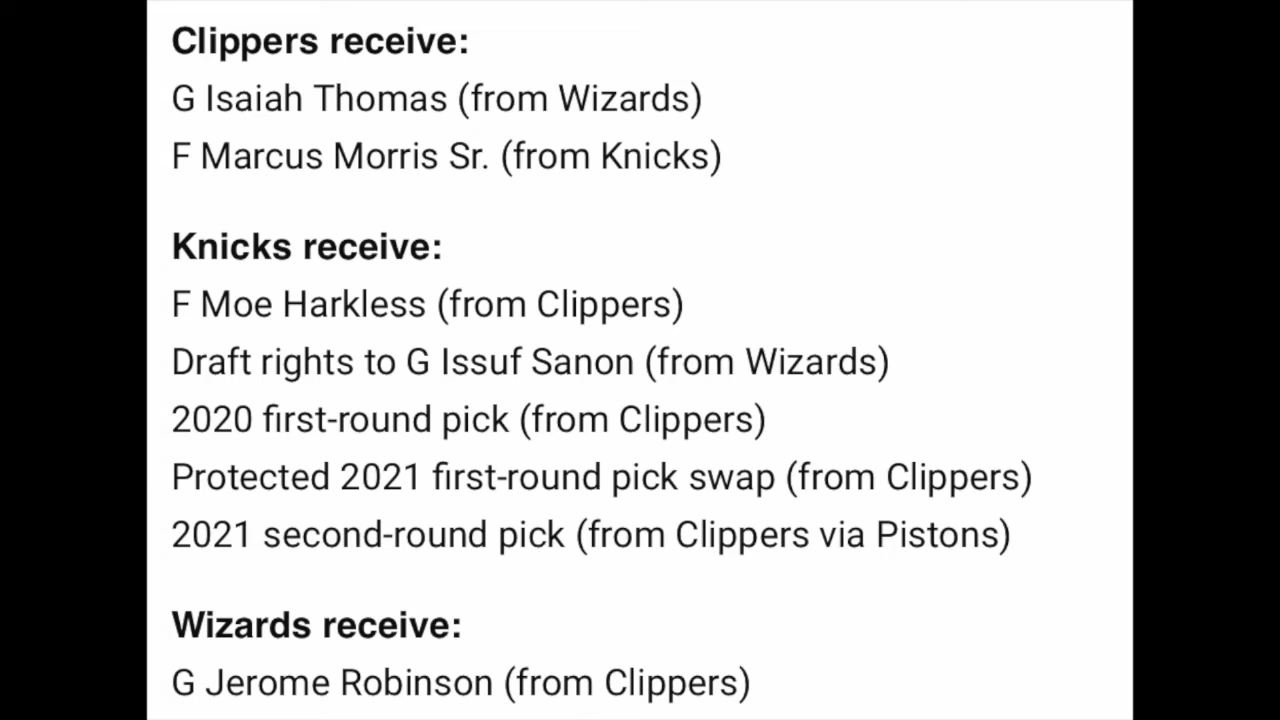 Clippers receive:
G Isaiah Thomas (from Wizards)
F Marcus Morris Sr. (from Knicks)
Knicks receive:
F Moe Harkless (from Clippers)
Draft rights to G Issuf Sanon (from Wizards)
2020 first-round pick (from Clippers)
Protected 2021 first-round pick swap (from Clippers)
2021 second-round pick (from Clippers via Pistons)
Wizards receive:
G Jerome Robinson (from Clippers)